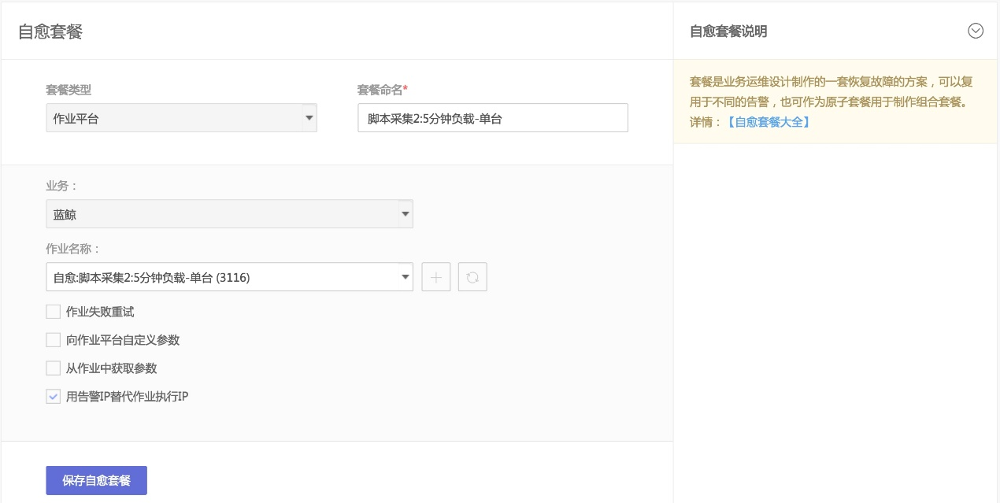 自愈套餐
套餐类型
套餐命名*
作业平台
脚本采集2:5分钟负载-单台
业务：
蓝鲸
作业名称：
自愈:脚本采集2:5分钟负载-单台 (3116)
作业失败重试
向作业平台自定义参数
从作业中获取参数
用告警IP替代作业执行IP
保存自愈套餐
自愈套餐说明
套餐是业务运维设计制作的一套恢复故障的方案，可以复
用于不同的告警，也可作为原子套餐用于制作组合套餐。
详情：【自愈套餐大全】